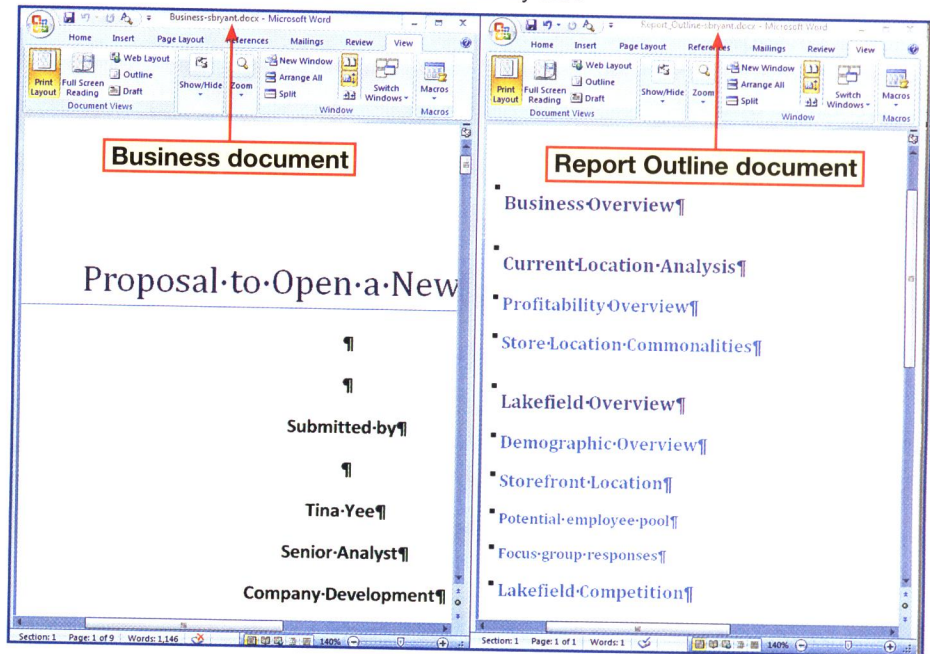 Business-sbryant.docx - Microsoft Word
Home Insert Page Layout References Mailings Review View
Print Layout
Full Screen Reading
Web Layout
Outline
Draft
Document Views
Show/Hide
Zoom
New Window
Arrange All
Split
Switch Windows
Window
Macros
Macros
Business document
Proposal·to·Open·a·New
¶
¶
Submitted·by¶
¶
Tina·Yee¶
Senior·Analyst¶
Company·Development¶
Section: 1 Page: 1 of 9 Words: 1,146 140%
Report_Outline-sbryant.docx - Microsoft Word
Home Insert Page Layout References Mailings Review View
Print Layout
Full Screen Reading
Web Layout
Outline
Draft
Document Views
Show/Hide
Zoom
New Window
Arrange All
Split
Switch Windows
Window
Macros
Macros
Report Outline document
Business·Overview¶
Current·Location·Analysis¶
Profitability·Overview¶
Store·Location·Commonalities¶
Lakefield·Overview¶
Demographic·Overview¶
Storefront·Location¶
Potential·employee·pool¶
Focus·group·responses¶
Lakefield·Competition¶
Section: 1 Page: 1 of 1 Words: 1 140%